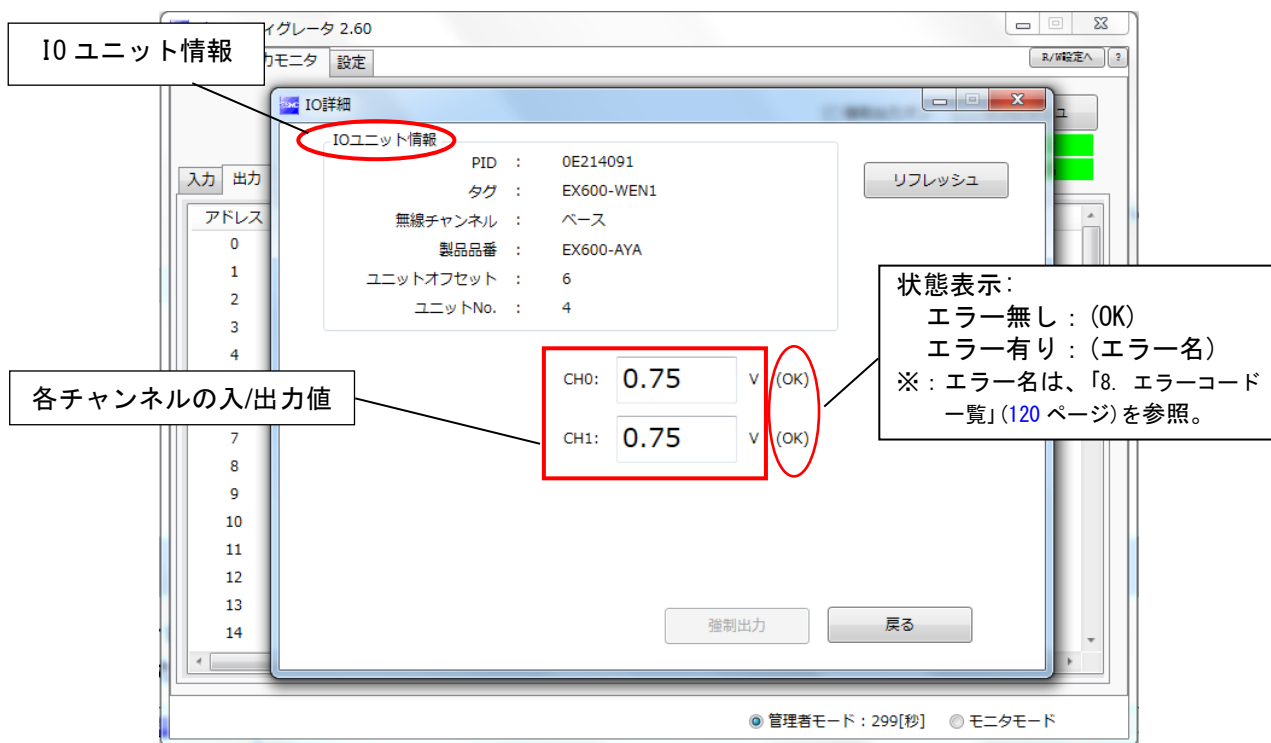 ィグレータ 2.60
IO ユニット情報
モニタ
設定
R/W設定へ
?
SMC
IO詳細
IOユニット情報
PID : 0E214091
タグ : EX600-WEN1
無線チャンネル : ベース
製品品番 : EX600-AYA
ユニットオフセット : 6
ユニットNo. : 4
リフレッシュ
ュ
入力
出力
アドレス
0
1
2
3
4
7
8
9
10
11
12
13
14
状態表示:
エラー無し:(OK)
エラー有り:(エラー名)
※:エラー名は、「8. エラーコード
一覧」(120 ページ)を参照。
各チャンネルの入/出力値
CH0: 0.75 V (OK)
CH1: 0.75 V (OK)
強制出力
戻る
管理者モード:299[秒]
モニタモード